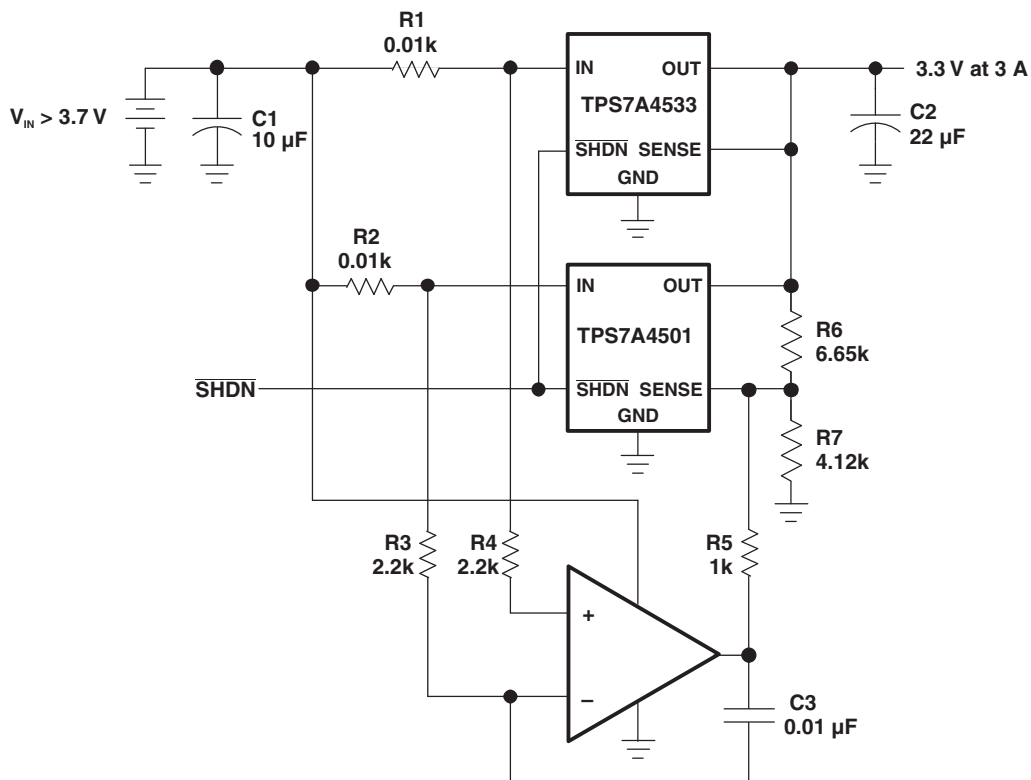 R1
0.01k
IN OUT
TPS7A4533
SHDN SENSE
GND
3.3 V at 3 A
C2
22 µF
VIN > 3.7 V
C1
10 µF
R2
0.01k
IN OUT
TPS7A4501
SHDN SENSE
GND
SHDN
R6
6.65k
R7
4.12k
R3
2.2k
R4
2.2k
R5
1k
+
–
C3
0.01 µF